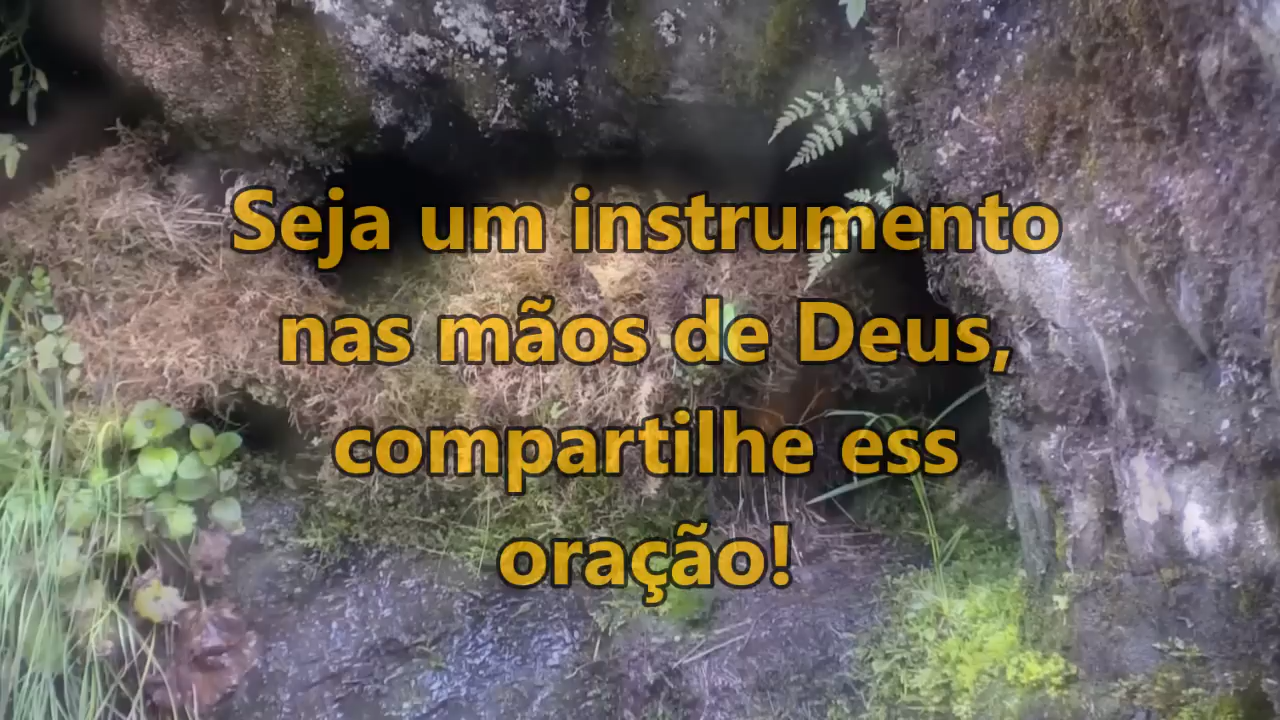 Seja um instrumento
nas mãos de Deus,
compartilhe ess
oração!